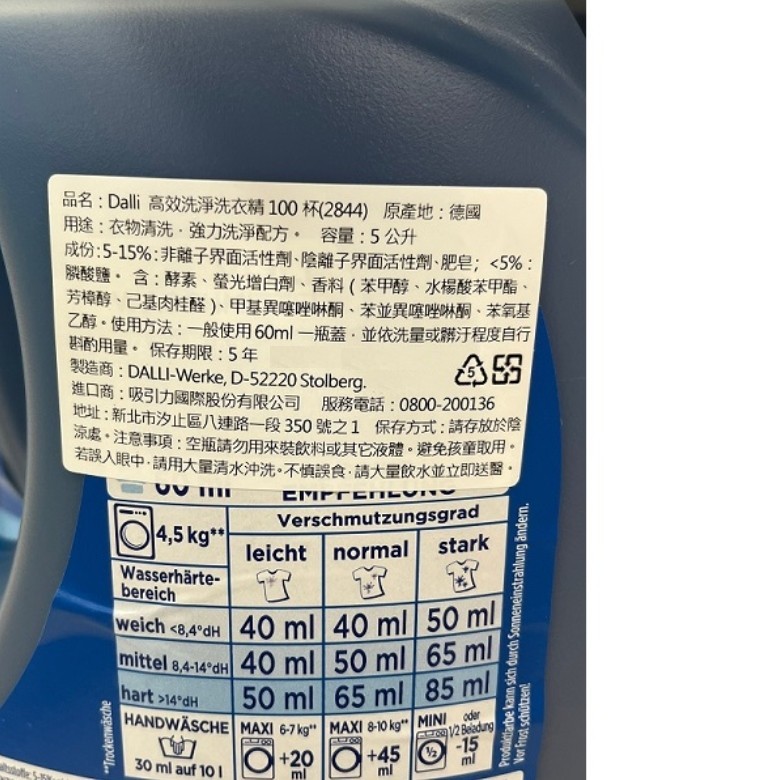 品名：Dalli 高效洗淨洗衣精 100 杯(2844) 原產地：德國
用途：衣物清洗，強力洗淨配方。 容量：5 公升
成份:5-15%:非離子界面活性劑、陰離子界面活性劑、肥皂；<5%：
膦酸鹽。 含：酵素、螢光增白劑、香料 ( 苯甲醇、水楊酸苯甲酯、
芳樟醇、己基肉桂醛 )、甲基異噻唑啉酮、苯並異噻唑啉酮、苯氧基
乙醇。使用方法：一般使用 60ml 一瓶蓋，並依洗量或髒汙程度自行
斟酌用量。 保存期限：5 年
製造商：DALLI-Werke, D-52220 Stolberg.
5
進口商：吸引力國際股份有限公司 服務電話：0800-200136
地址：新北市汐止區八連路一段 350 號之 1 保存方式：請存放於陰
涼處。注意事項：空瓶請勿用來裝飲料或其它液體。避免孩童取用。
若誤入眼中，請用大量清水沖洗。不慎誤食，請大量飲水並立即送醫。
60 ml EMPFEHLUNG
4,5 kg** Verschmutzungsgrad
leicht normal stark
Wasserhärte-
bereich
weich <8,4°dH 40 ml 40 ml 50 ml
mittel 8,4-14°dH 40 ml 50 ml 65 ml
hart >14°dH 50 ml 65 ml 85 ml
HANDWÄSCHE MAXI 6-7 kg** MAXI 8-10 kg** MINI oder 1/2 Beladung
30 ml auf 10 l +20 ml +45 ml ½ -15 ml
**Trockenwäsche
Produktfarbe kann sich durch Sonneneinstrahlung ändern.
Vor Frost schützen!